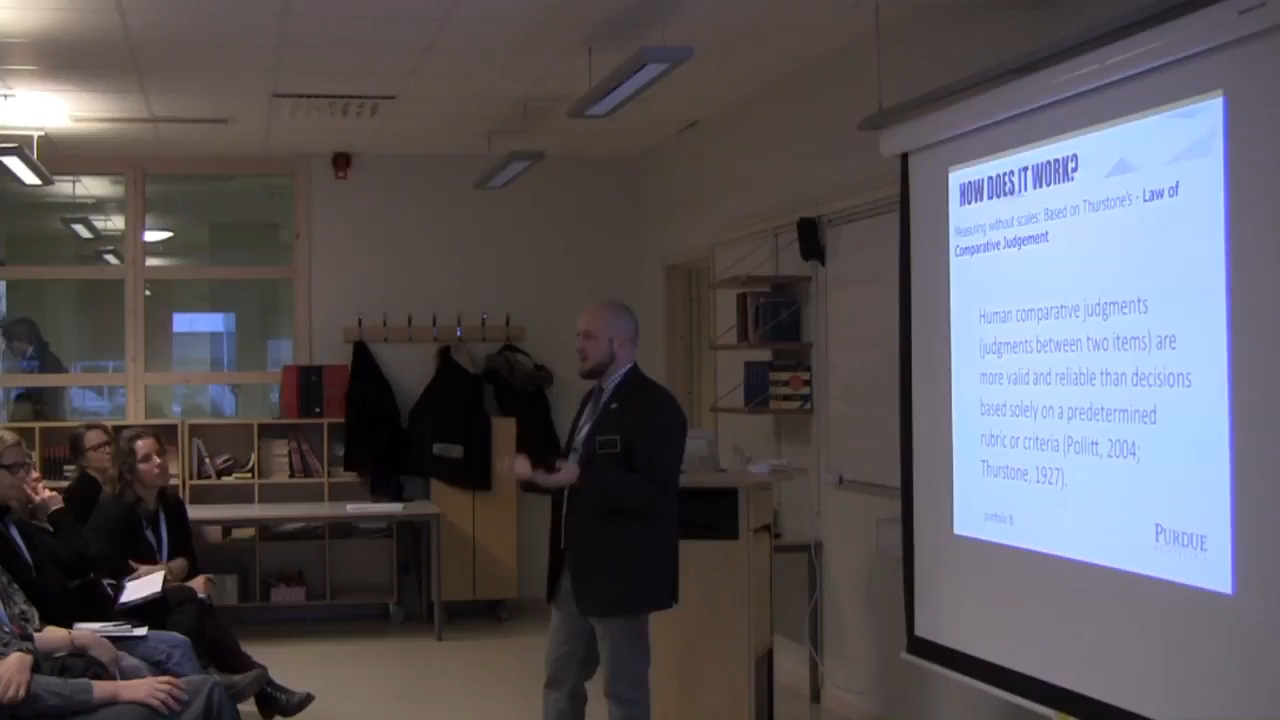 HOW DOES IT WORK?
Measuring without scales: Based on Thurstone's - Law of
Comparative Judgement
Human comparative judgments
(judgments between two items) are
more valid and reliable than decisions
based solely on a predetermined
rubric or criteria (Pollitt, 2004;
Thurstone, 1927).
portfolio B
PURDUE